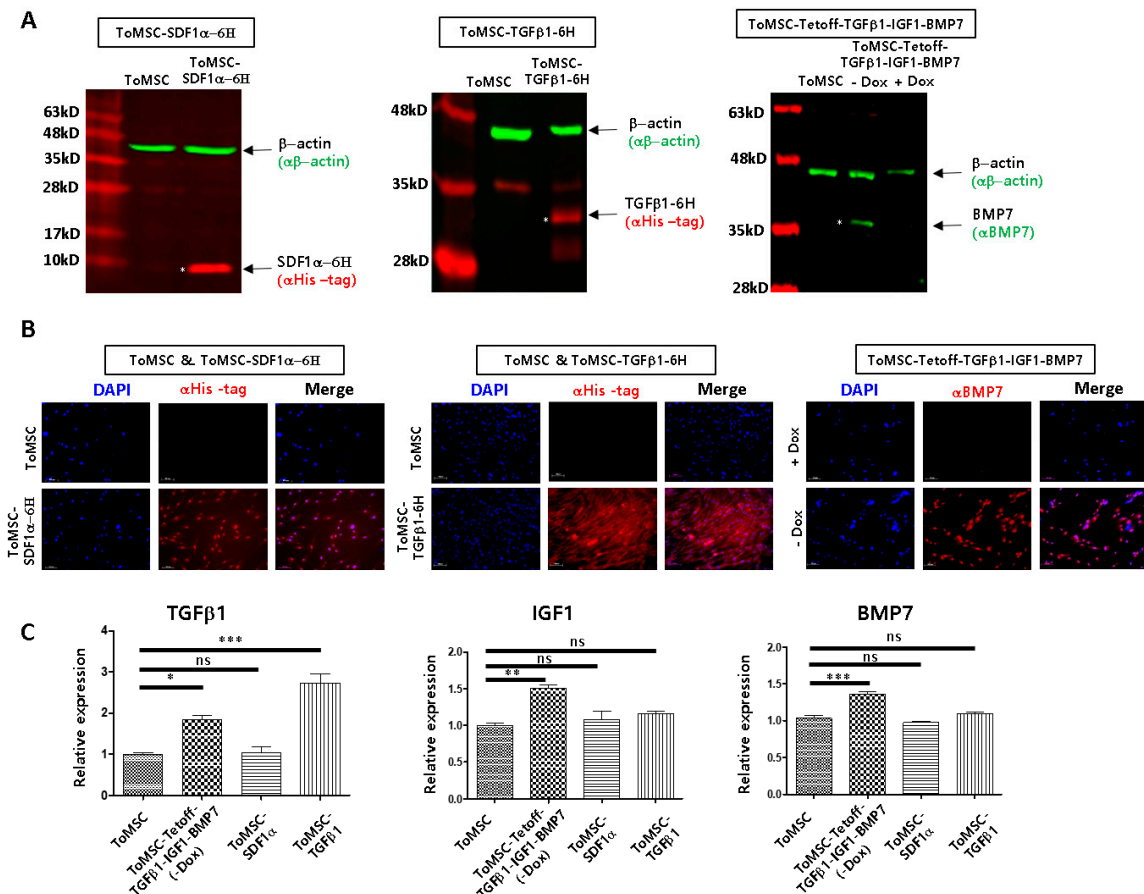 A
ToMSC-SDF1α-6H
ToMSC
ToMSC-
SDF1α-6H
63kD
48kD
35kD
28kD
17kD
10kD
β-actin
(αβ-actin)
SDF1α-6H
(αHis -tag)
*
ToMSC-TGFβ1-6H
ToMSC
ToMSC-
TGFβ1-6H
48kD
35kD
28kD
β-actin
(αβ-actin)
TGFβ1-6H
(αHis -tag)
*
ToMSC-Tetoff-TGFβ1-IGF1-BMP7
ToMSC-Tetoff-
TGFβ1-IGF1-BMP7
ToMSC - Dox + Dox
63kD
48kD
35kD
28kD
β-actin
(αβ-actin)
BMP7
(αBMP7)
*
B
ToMSC & ToMSC-SDF1α-6H
DAPI αHis -tag Merge
ToMSC
ToMSC-
SDF1α-6H
ToMSC & ToMSC-TGFβ1-6H
DAPI αHis -tag Merge
ToMSC
ToMSC-
TGFβ1-6H
ToMSC-Tetoff-TGFβ1-IGF1-BMP7
DAPI αBMP7 Merge
+ Dox
- Dox
C
TGFβ1
Relative expression
4
3
2
1
0
***
ns
*
ToMSC
ToMSC-Tetoff-
TGFβ1-IGF1-BMP7
(-Dox)
ToMSC-
SDF1α
ToMSC-
TGFβ1
IGF1
Relative expression
2.0
1.5
1.0
0.5
0.0
ns
ns
**
ToMSC
ToMSC-Tetoff-
TGFβ1-IGF1-BMP7
(-Dox)
ToMSC-
SDF1α
ToMSC-
TGFβ1
BMP7
Relative expression
2.0
1.5
1.0
0.5
0.0
ns
ns
***
ToMSC
ToMSC-Tetoff-
TGFβ1-IGF1-BMP7
(-Dox)
ToMSC-
SDF1α
ToMSC-
TGFβ1